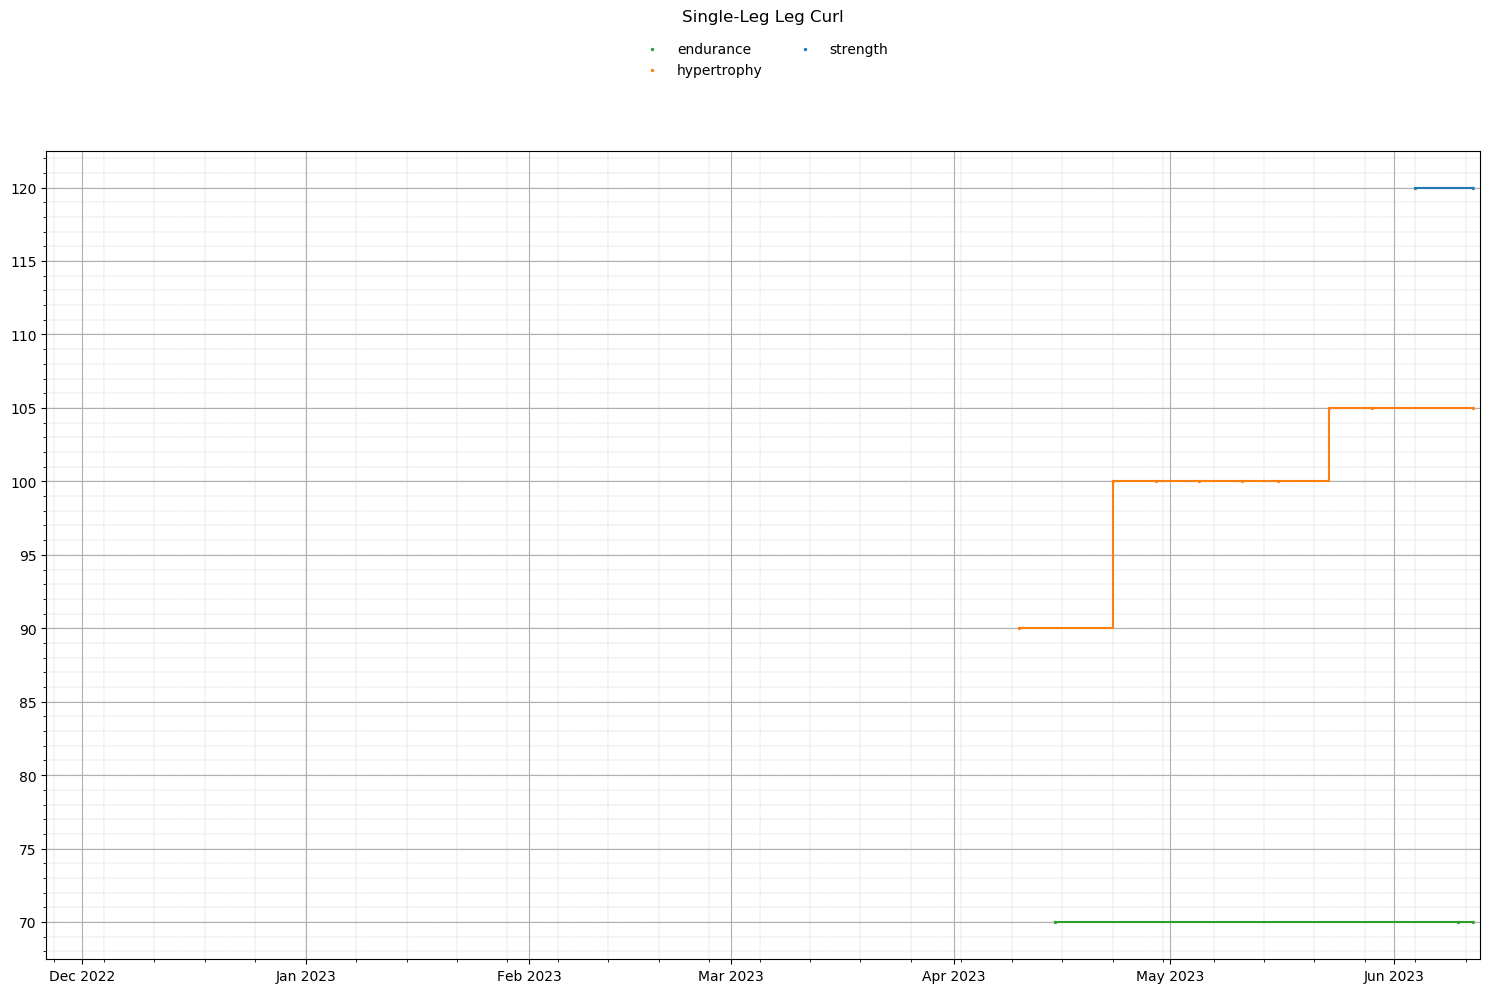 Single-Leg Leg Curl
endurance
hypertrophy
strength
120
115
110
105
100
95
90
85
80
75
70
Dec 2022
Jan 2023
Feb 2023
Mar 2023
Apr 2023
May 2023
Jun 2023